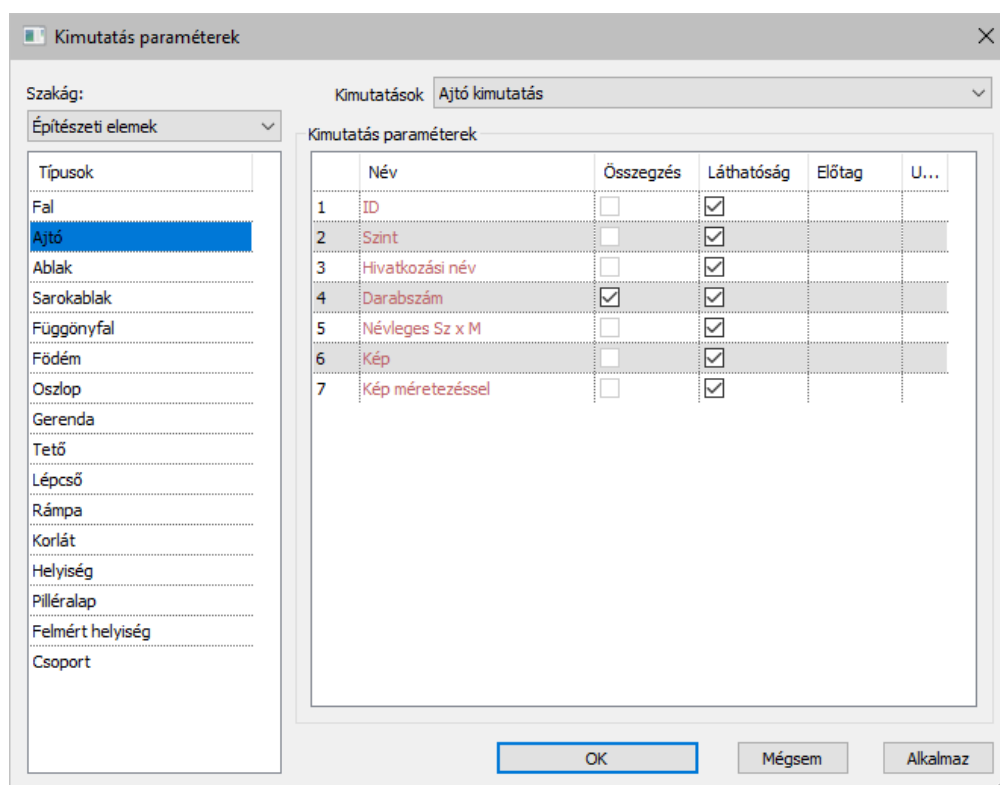 Kimutatás paraméterek
Szakág:
Építészeti elemek
Típusok
Fal
Ajtó
Ablak
Sarokablak
Függönyfal
Födém
Oszlop
Gerenda
Tető
Lépcső
Rámpa
Korlát
Helyiség
Pilléralap
Felmért helyiség
Csoport
Kimutatások Ajtó kimutatás
Kimutatás paraméterek
Név Összegzés Láthatóság Előtag U...
1 ID
2 Szint
3 Hivatkozási név
4 Darabszám
5 Névleges Sz x M
6 Kép
7 Kép méretezéssel
OK Mégsem Alkalmaz